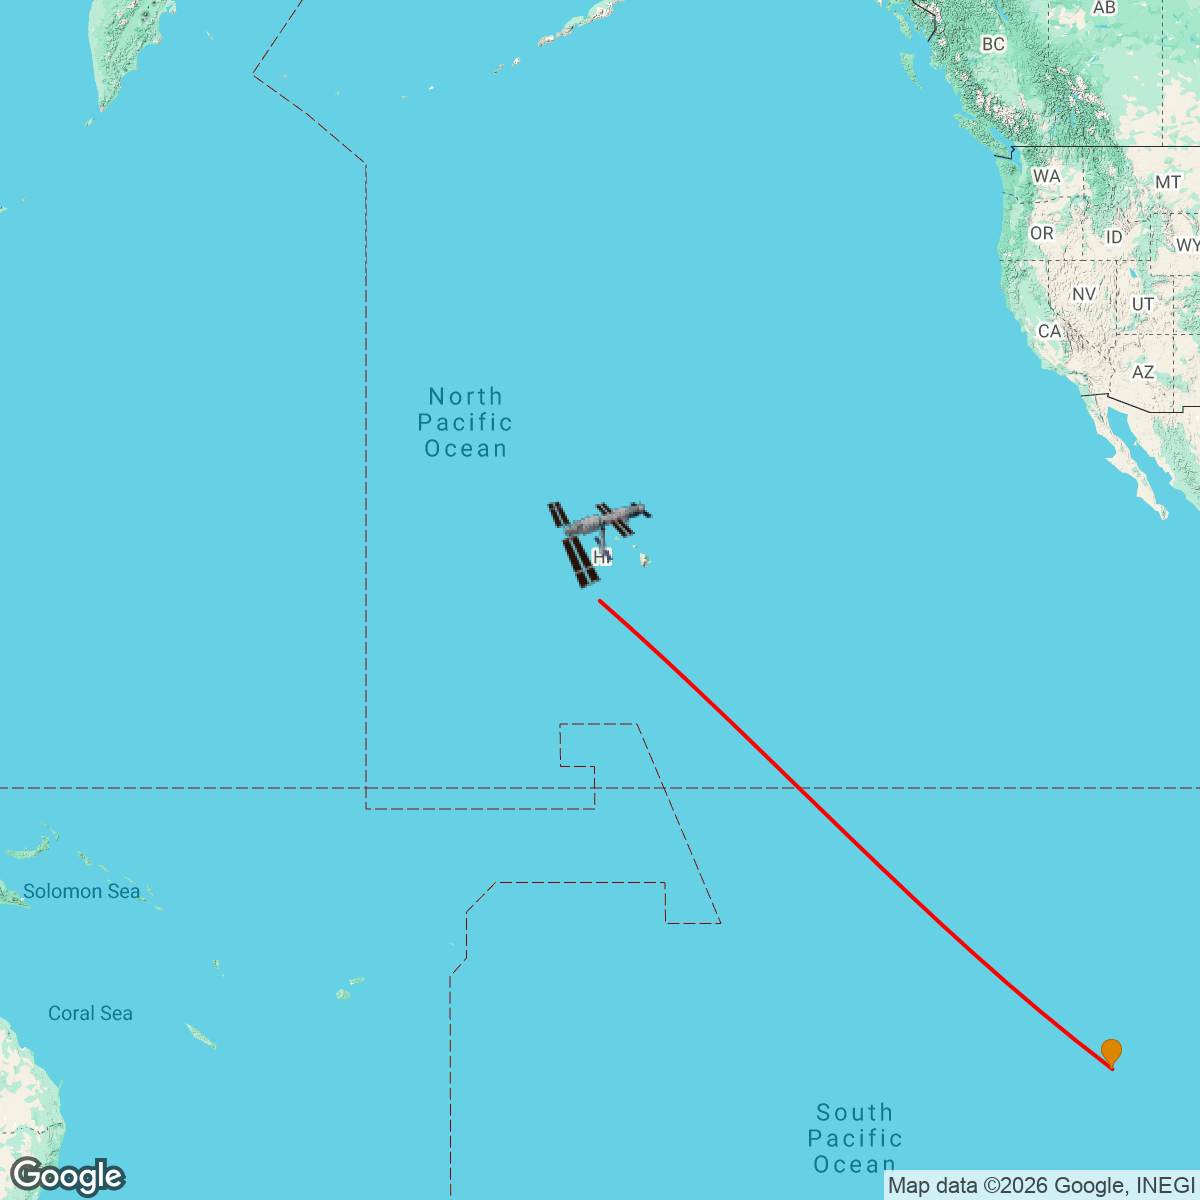 AB
BC
WA
MT
OR
ID
WY
NV
UT
CA
AZ
North
Pacific
Ocean
HI
Solomon Sea
Coral Sea
South
Pacific
Ocean
Google
Map data ©2026 Google, INEGI